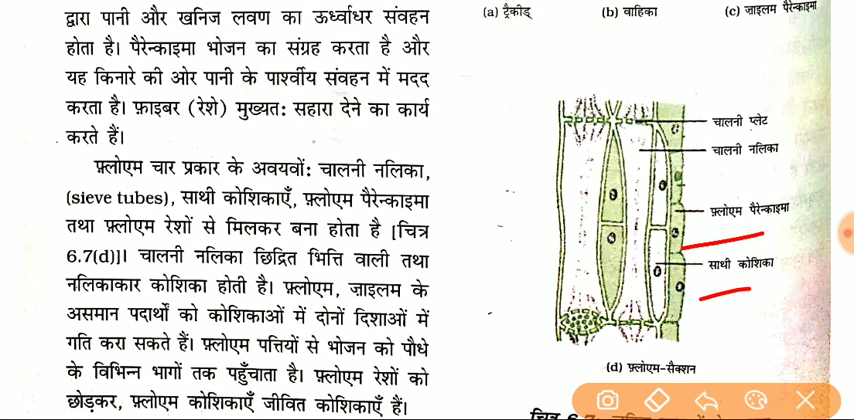 द्वारा पानी और खनिज लवण का ऊर्ध्वाधर संवहन
होता है। पैरेन्काइमा भोजन का संग्रह करता है और
यह किनारे की ओर पानी के पार्श्वीय संवहन में मदद
करता है। फ़ाइबर (रेशे) मुख्यत: सहारा देने का कार्य
करते हैं।
फ़्लोएम चार प्रकार के अवयवों: चालनी नलिका,
(sieve tubes), साथी कोशिकाएँ, फ़्लोएम पैरेन्काइमा
तथा फ़्लोएम रेशों से मिलकर बना होता है [चित्र
6.7(d)]। चालनी नलिका छिद्रित भित्ति वाली तथा
नलिकाकार कोशिका होती है। फ़्लोएम, ज़ाइलम के
असमान पदार्थों को कोशिकाओं में दोनों दिशाओं में
गति करा सकते हैं। फ़्लोएम पत्तियों से भोजन को पौधे
के विभिन्न भागों तक पहुँचाता है। फ़्लोएम रेशों को
छोड़कर, फ़्लोएम कोशिकाएँ जीवित कोशिकाएँ हैं।
(a) ट्रैकीड् (b) वाहिका (c) ज़ाइलम पैरेन्काइमा
चालनी प्लेट
चालनी नलिका
फ़्लोएम पैरेन्काइमा
साथी कोशिका
(d) फ़्लोएम-सैक्शन
चित्र